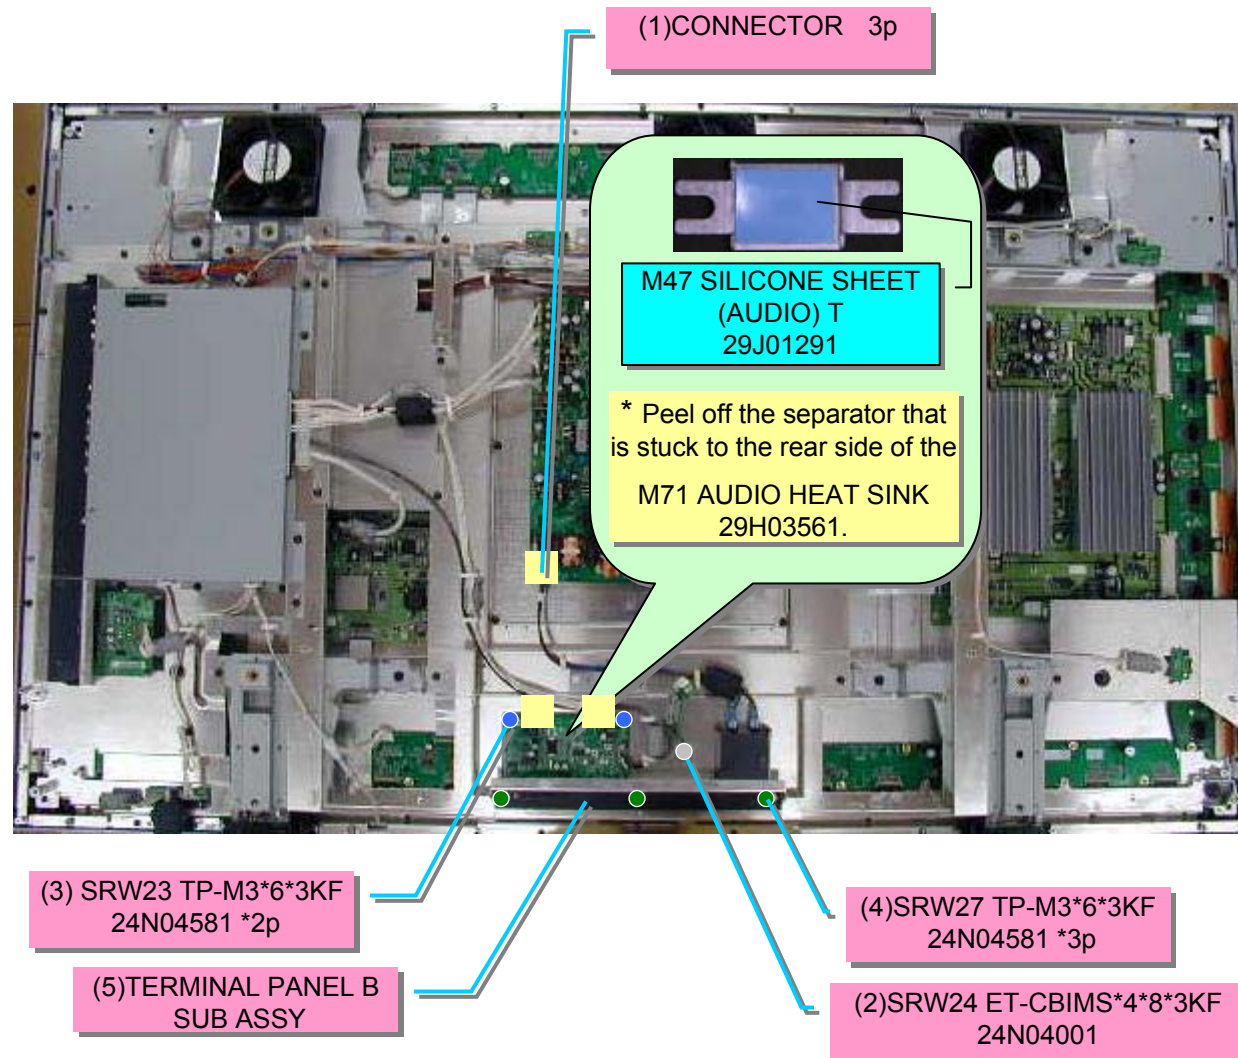 (1)CONNECTOR 3p
M47 SILICONE SHEET
(AUDIO) T
29J01291
* Peel off the separator that
is stuck to the rear side of the
M71 AUDIO HEAT SINK
29H03561.
(3) SRW23 TP-M3*6*3KF
24N04581 *2p
(4)SRW27 TP-M3*6*3KF
24N04581 *3p
(5)TERMINAL PANEL B
SUB ASSY
(2)SRW24 ET-CBIMS*4*8*3KF
24N04001